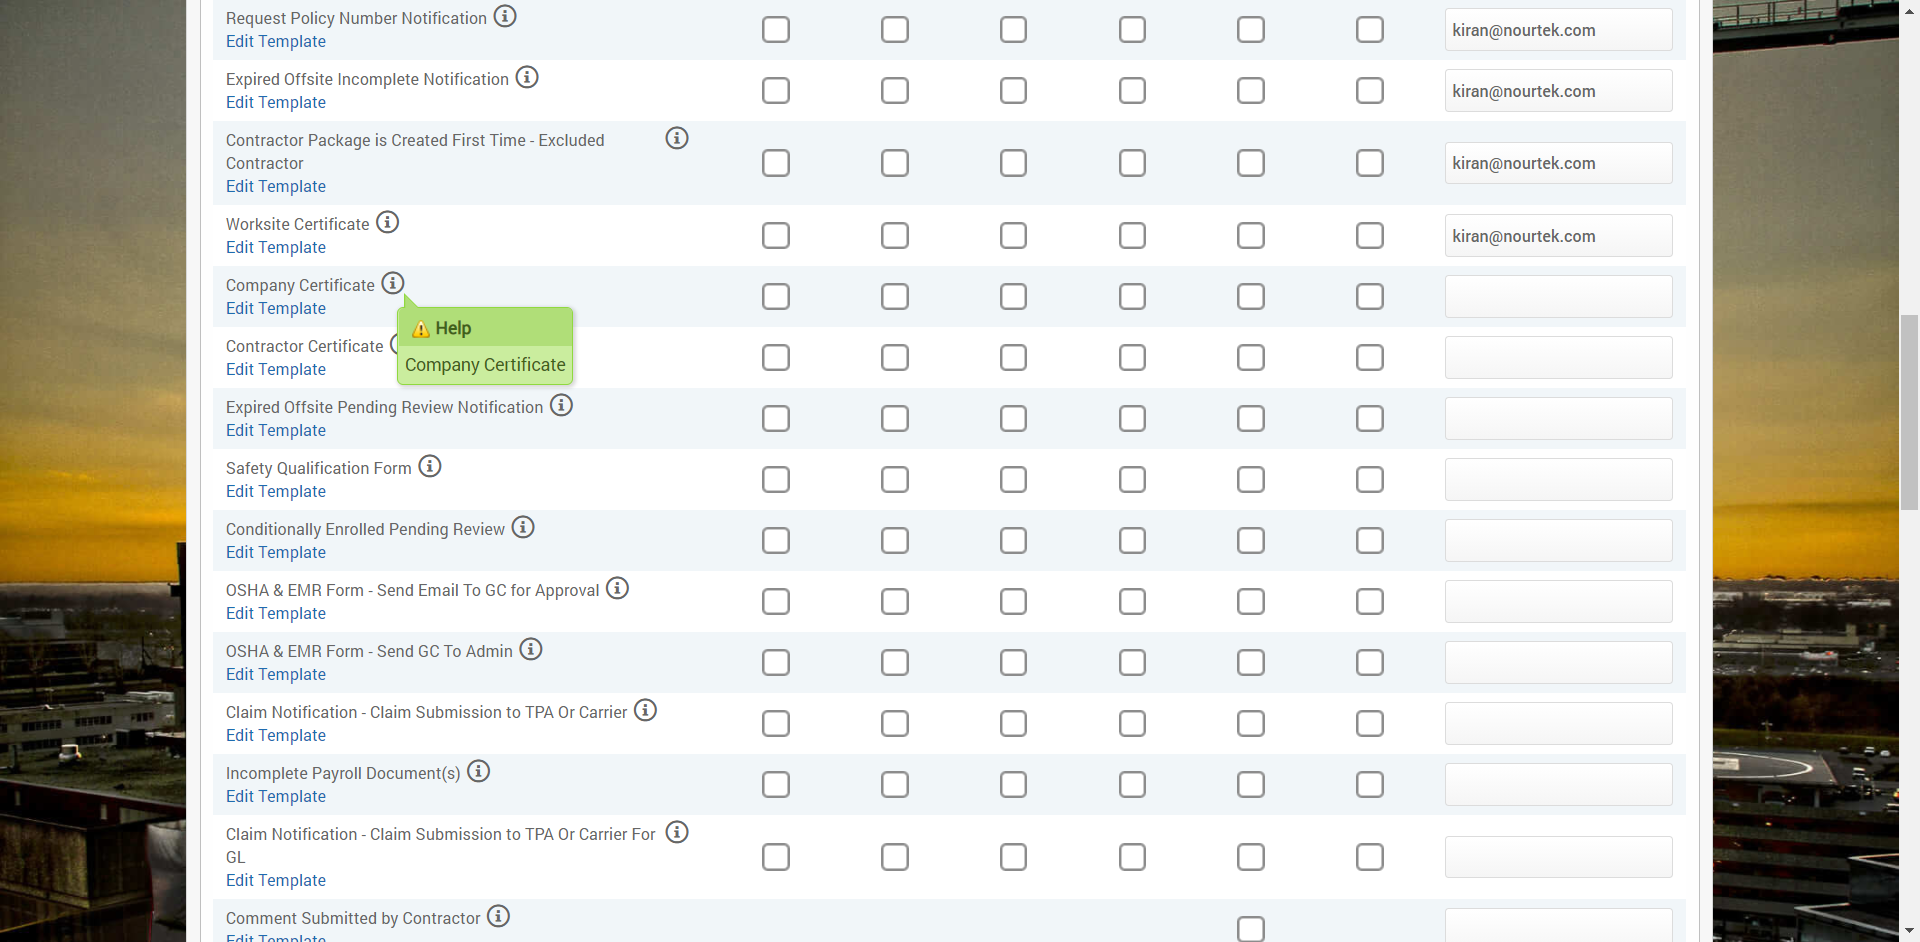 Request Policy Number Notification
Edit Template
kiran@nourtek.com
Expired Offsite Incomplete Notification
Edit Template
kiran@nourtek.com
Contractor Package is Created First Time - Excluded
Contractor
Edit Template
kiran@nourtek.com
Worksite Certificate
Edit Template
kiran@nourtek.com
Company Certificate
Edit Template
Help
Company Certificate
Contractor Certificate
Edit Template
Expired Offsite Pending Review Notification
Edit Template
Safety Qualification Form
Edit Template
Conditionally Enrolled Pending Review
Edit Template
OSHA & EMR Form - Send Email To GC for Approval
Edit Template
OSHA & EMR Form - Send GC To Admin
Edit Template
Claim Notification - Claim Submission to TPA Or Carrier
Edit Template
Incomplete Payroll Document(s)
Edit Template
Claim Notification - Claim Submission to TPA Or Carrier For
GL
Edit Template
Comment Submitted by Contractor
Edit Template